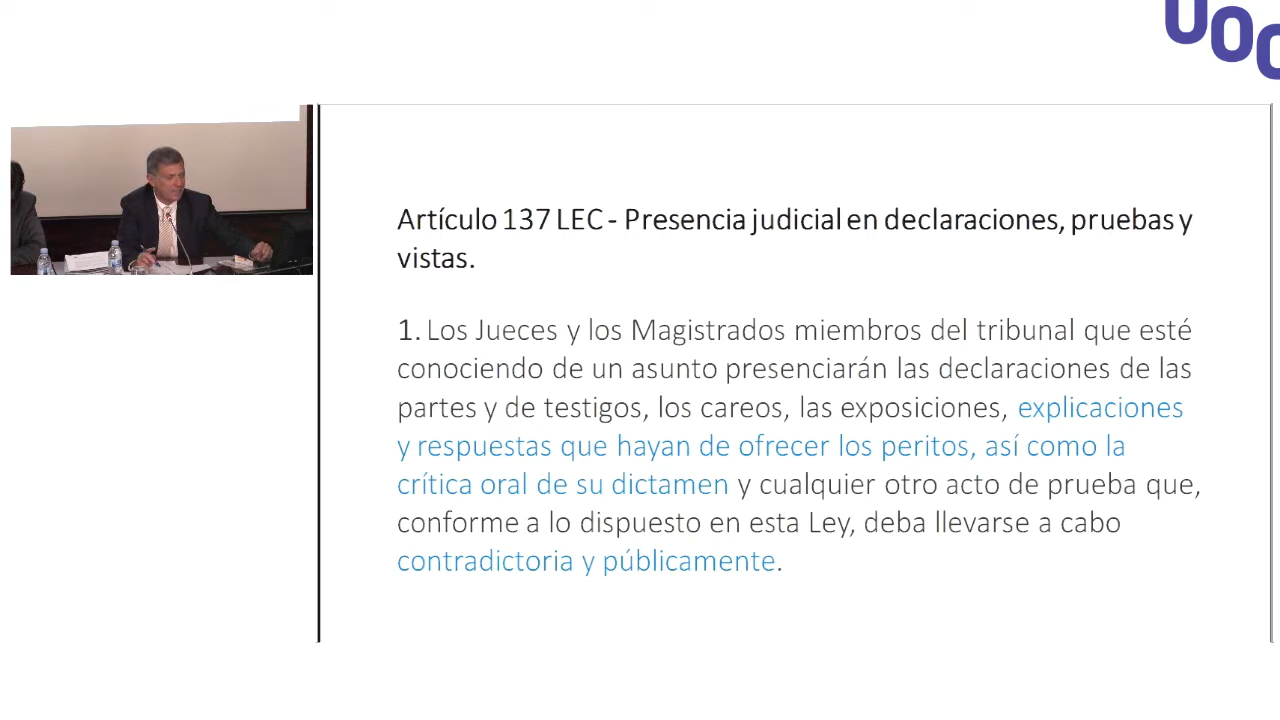 UOC
Artículo 137 LEC - Presencia judicial en declaraciones, pruebas y
vistas.
1. Los Jueces y los Magistrados miembros del tribunal que esté
conociendo de un asunto presenciarán las declaraciones de las
partes y de testigos, los careos, las exposiciones, explicaciones
y respuestas que hayan de ofrecer los peritos, así como la
crítica oral de su dictamen y cualquier otro acto de prueba que,
conforme a lo dispuesto en esta Ley, deba llevarse a cabo
contradictoria y públicamente.